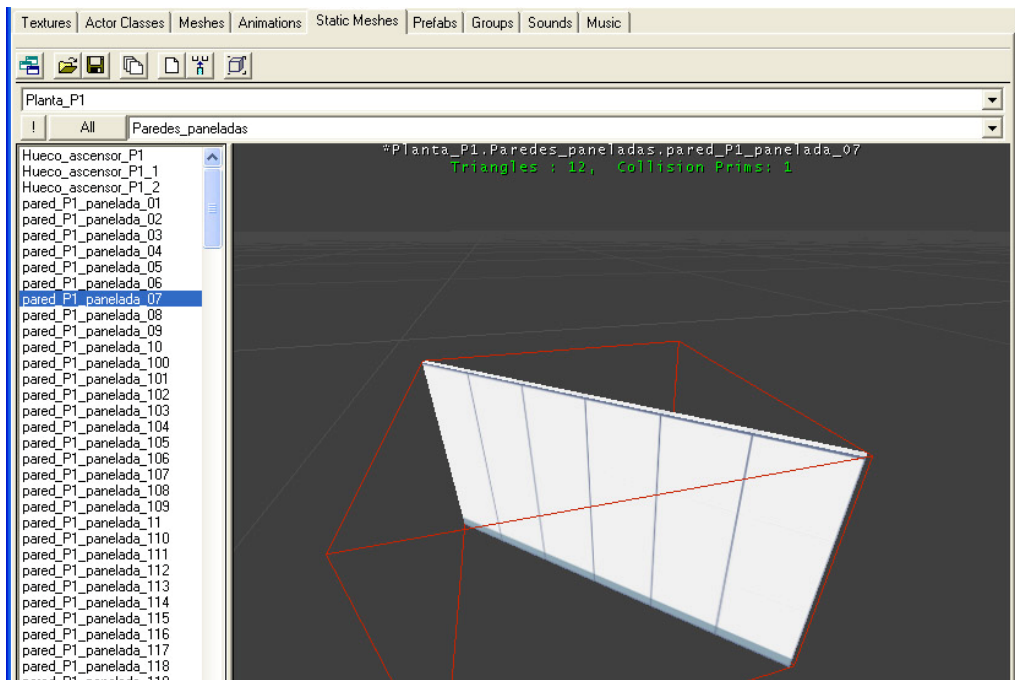 Textures Actor Classes Meshes Animations Static Meshes Prefabs Groups Sounds Music
Planta_P1
! All Paredes_paneladas
*Planta_P1.Paredes_paneladas.pared_P1_panelada_07
Triangles : 12, Collision Prims: 1
Hueco_ascensor_P1
Hueco_ascensor_P1_1
Hueco_ascensor_P1_2
pared_P1_panelada_01
pared_P1_panelada_02
pared_P1_panelada_03
pared_P1_panelada_04
pared_P1_panelada_05
pared_P1_panelada_06
pared_P1_panelada_07
pared_P1_panelada_08
pared_P1_panelada_09
pared_P1_panelada_10
pared_P1_panelada_100
pared_P1_panelada_101
pared_P1_panelada_102
pared_P1_panelada_103
pared_P1_panelada_104
pared_P1_panelada_105
pared_P1_panelada_106
pared_P1_panelada_107
pared_P1_panelada_108
pared_P1_panelada_109
pared_P1_panelada_11
pared_P1_panelada_110
pared_P1_panelada_111
pared_P1_panelada_112
pared_P1_panelada_113
pared_P1_panelada_114
pared_P1_panelada_115
pared_P1_panelada_116
pared_P1_panelada_117
pared_P1_panelada_118